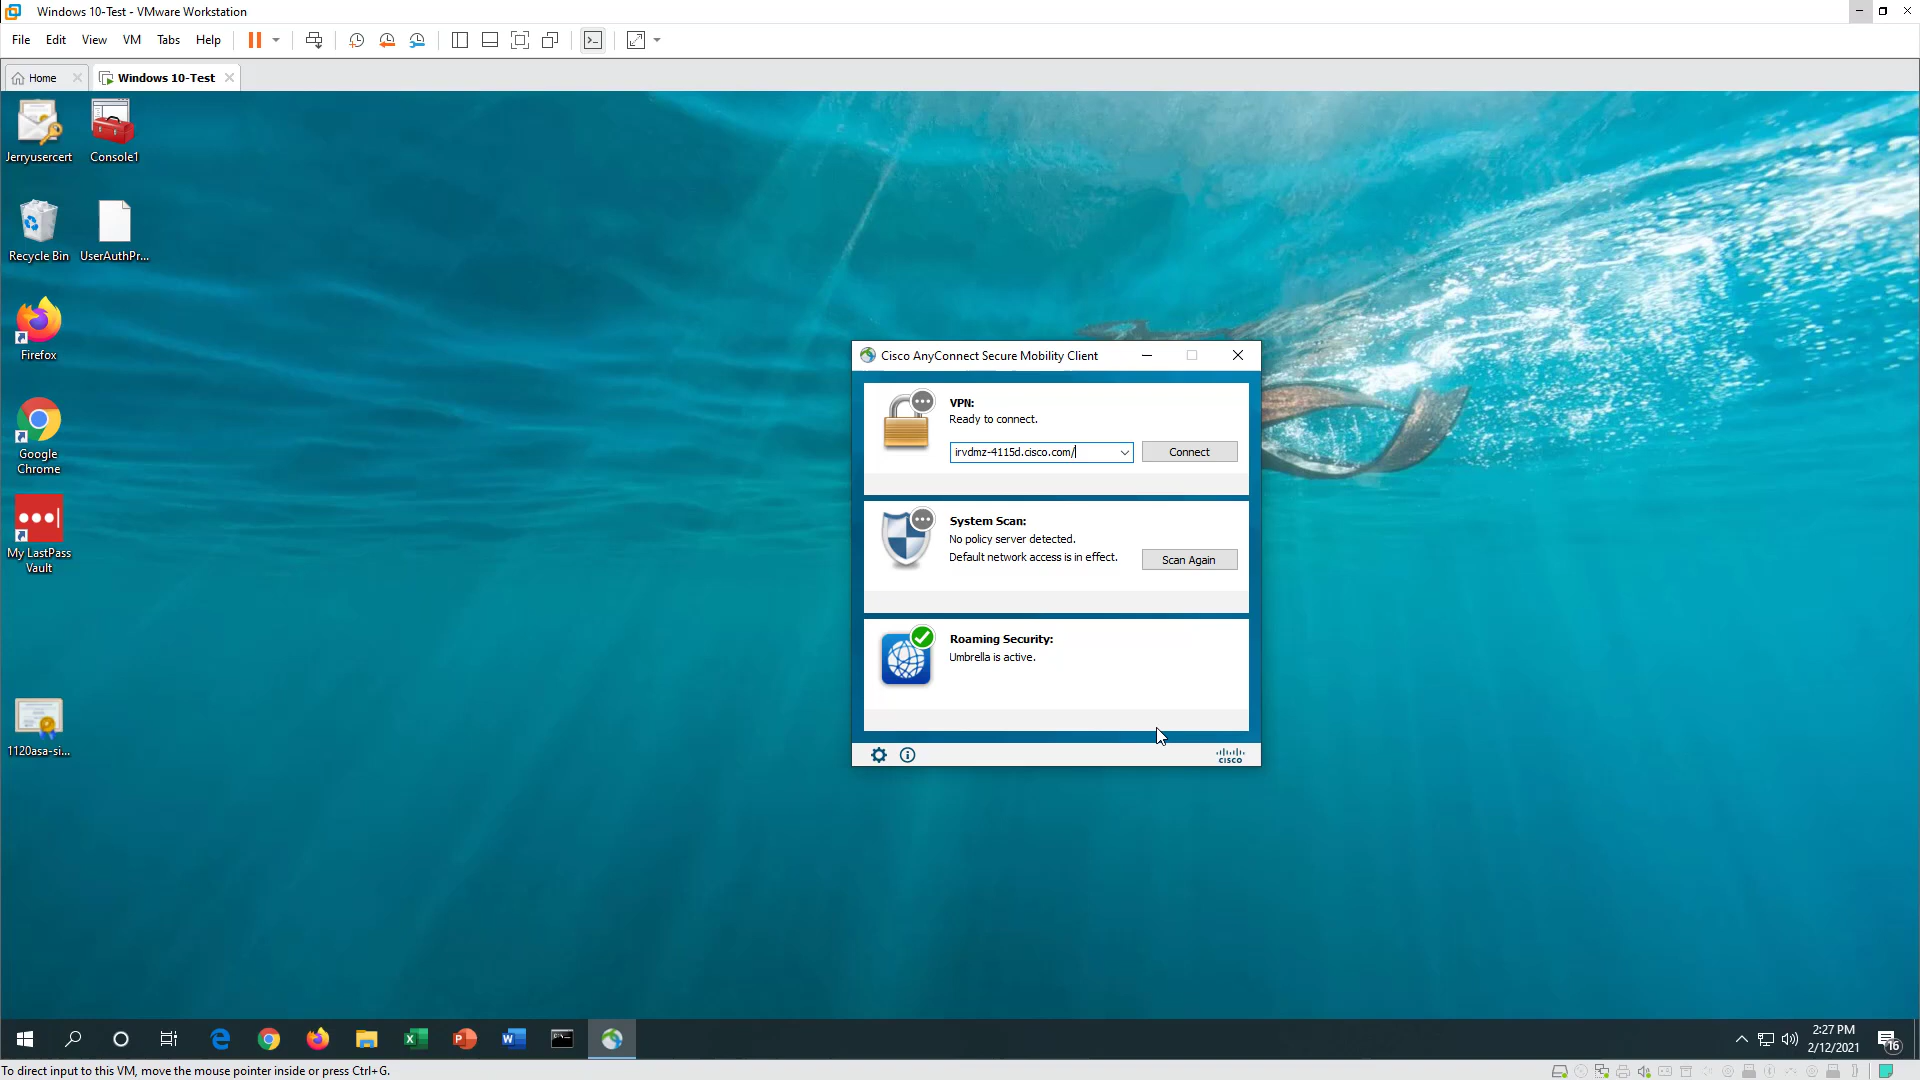 Windows 10-Test - VMware Workstation
File Edit View VM Tabs Help
Home
Windows 10-Test
Jerryusercert
Console1
Recycle Bin
UserAuthPr...
Firefox
Google
Chrome
My LastPass
Vault
1120asa-si...
Cisco AnyConnect Secure Mobility Client
VPN:
Ready to connect.
irvdmz-4115d.cisco.com/
Connect
System Scan:
No policy server detected.
Default network access is in effect.
Scan Again
Roaming Security:
Umbrella is active.
CISCO
2:27 PM
2/12/2021
16
To direct input to this VM, move the mouse pointer inside or press Ctrl+G.